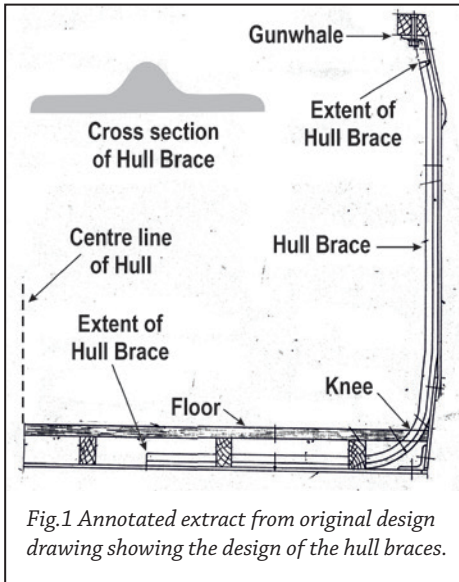 Gunwhale
Extent of
Hull Brace
Cross section
of Hull Brace
Centre line
of Hull
Hull Brace
Extent of
Hull Brace
Knee
Floor
Fig.1 Annotated extract from original design
drawing showing the design of the hull braces.